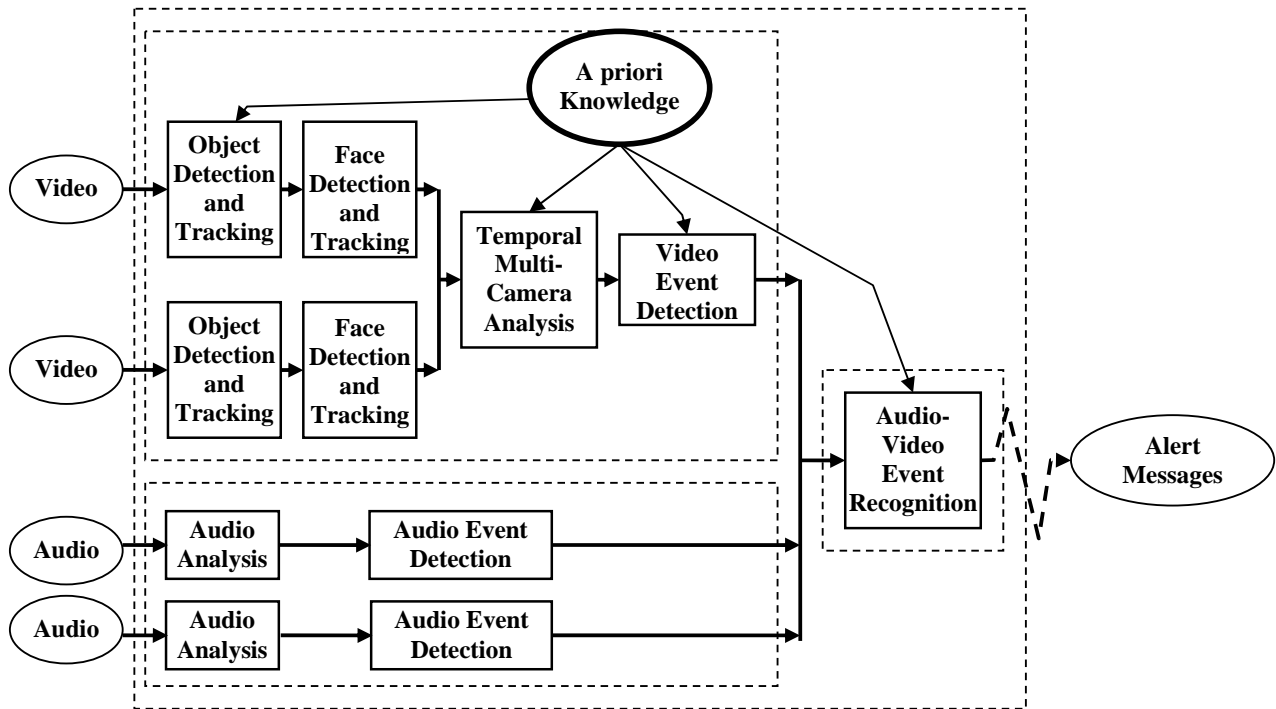 A priori
Knowledge
Video
Object
Detection
and
Tracking
Face
Detection
and
Tracking
Temporal
Multi-
Camera
Analysis
Video
Event
Detection
Video
Object
Detection
and
Tracking
Face
Detection
and
Tracking
Audio-
Video
Event
Recognition
Alert
Messages
Audio
Audio
Analysis
Audio Event
Detection
Audio
Audio
Analysis
Audio Event
Detection